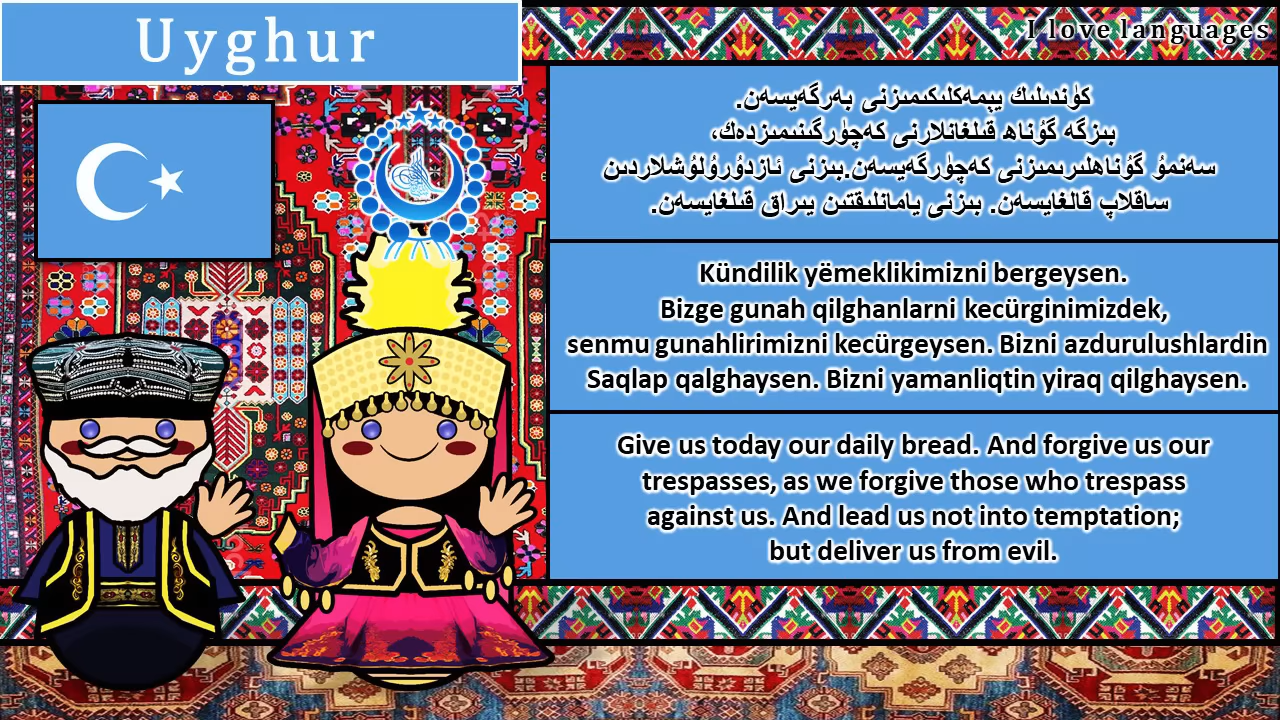 Uyghur
I love languages
كۈندىلىك يېمەكلىكىمىزنى بەرگەيسەن.
بىزگە گۇناھ قىلغانلارنى كەچۈرگىنىمىزدەك،
سەنمۇ گۇناھلىرىمىزنى كەچۈرگەيسەن.بىزنى ئازدۇرۇلۇشلاردىن
ساقلاپ قالغايسەن. بىزنى يامانلىقتىن يىراق قىلغايسەن.
Kündilik yëmeklikimizni bergeysen.
Bizge gunah qilghanlarni kecürginimizdek,
senmu gunahlirimizni kecürgeysen. Bizni azdurulushlardin
Saqlap qalghaysen. Bizni yamanliqtin yiraq qilghaysen.
Give us today our daily bread. And forgive us our
trespasses, as we forgive those who trespass
against us. And lead us not into temptation;
but deliver us from evil.